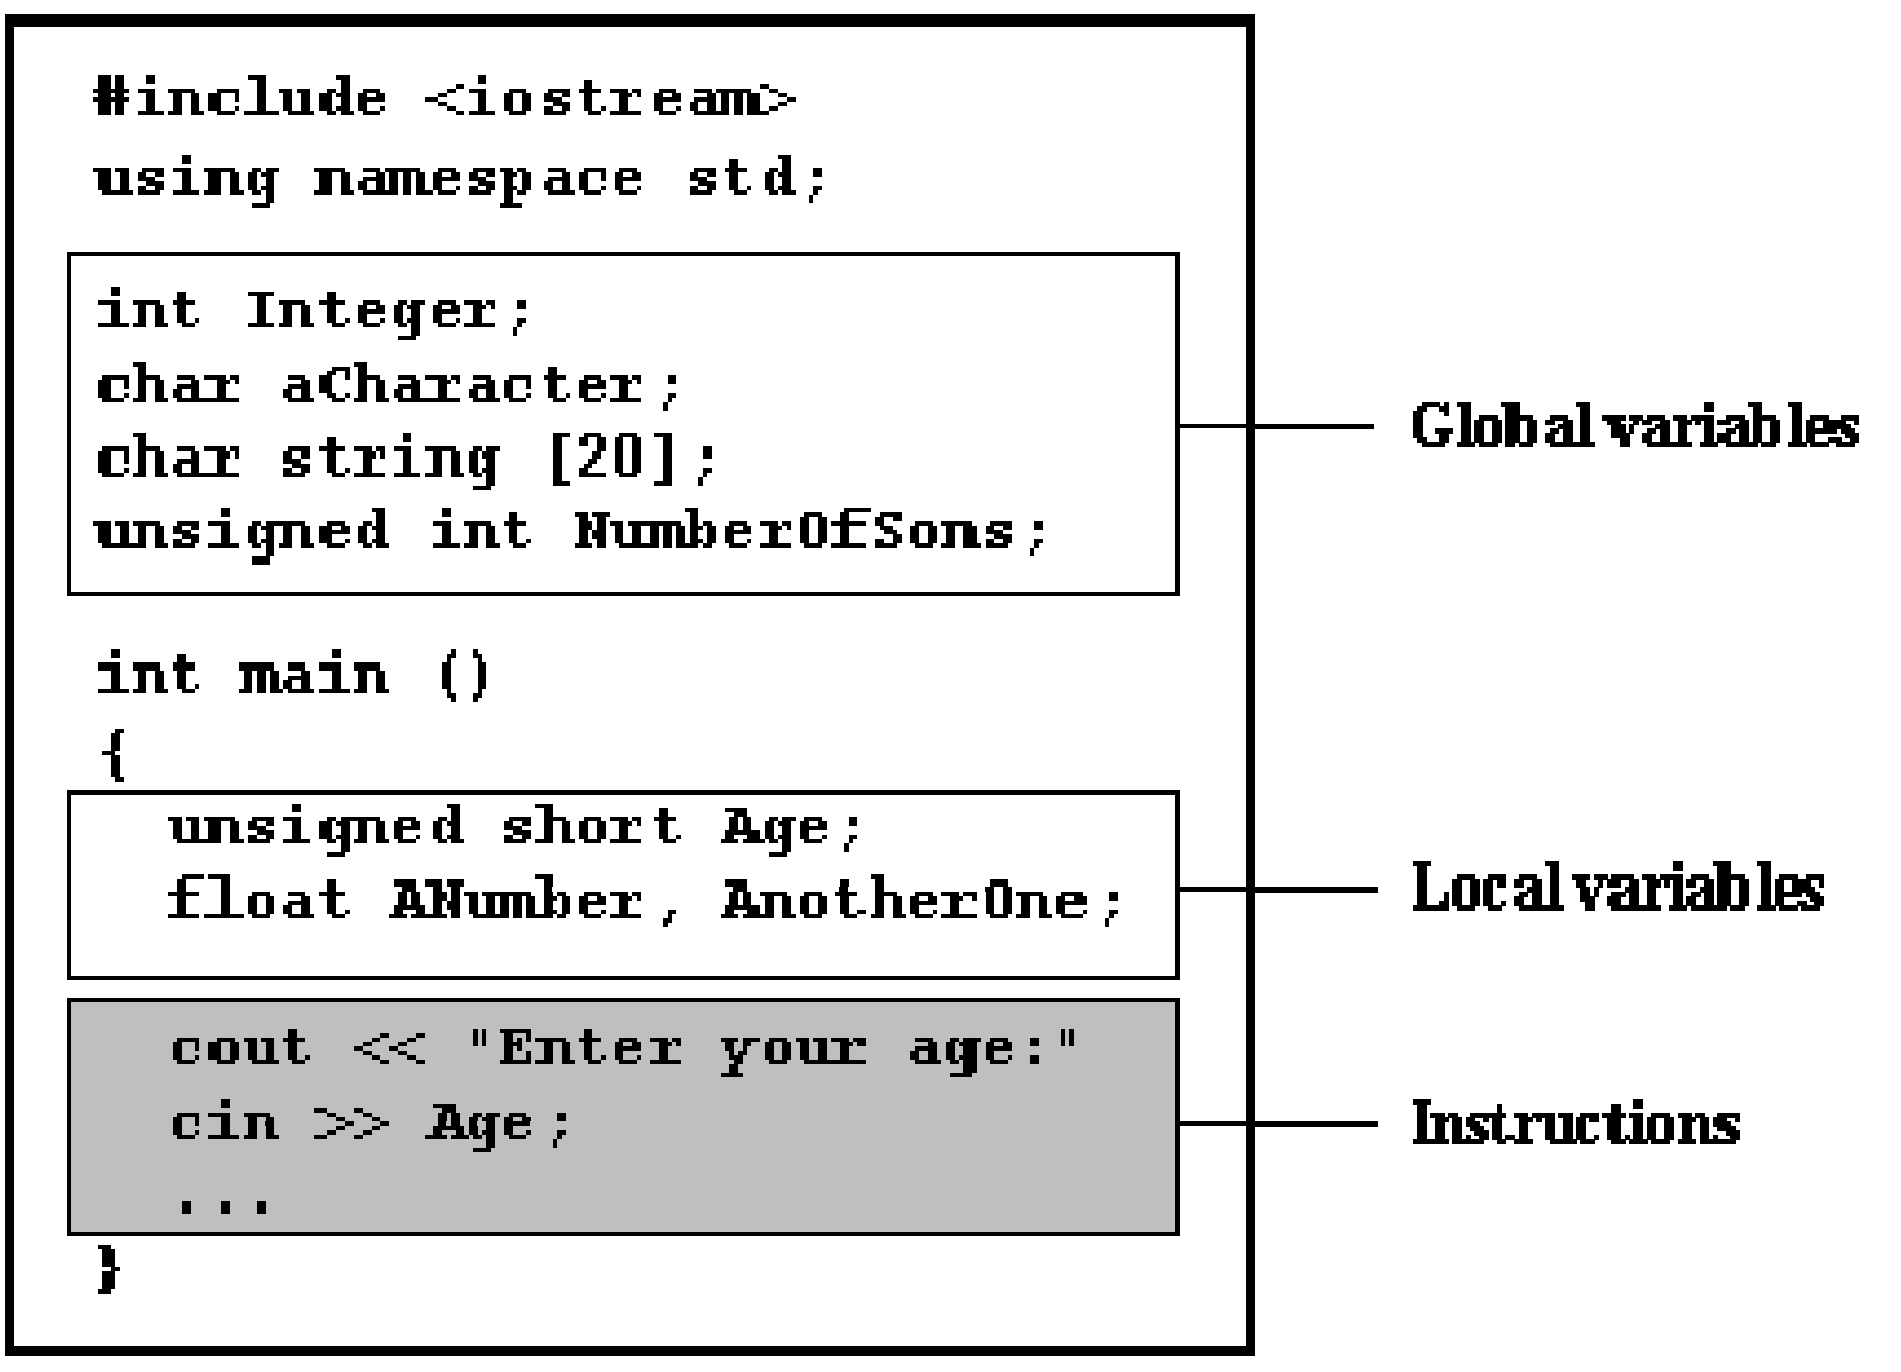 #include <iostream>
using namespace std;
int Integer;
char aCharacter;
char string [20];
unsigned int NumberOfSons;
Global variables
int main ()
{
unsigned short Age;
float ANumber, AnotherOne;
Local variables
cout << "Enter your age:"
cin >> Age;
...
Instructions
}